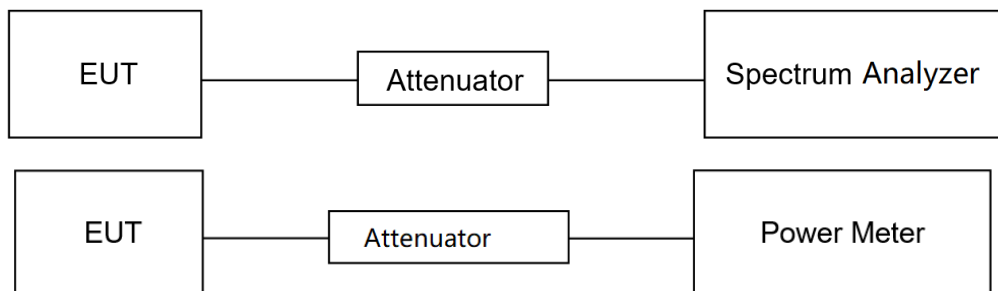 EUT
Attenuator
Spectrum Analyzer
EUT
Attenuator
Power Meter